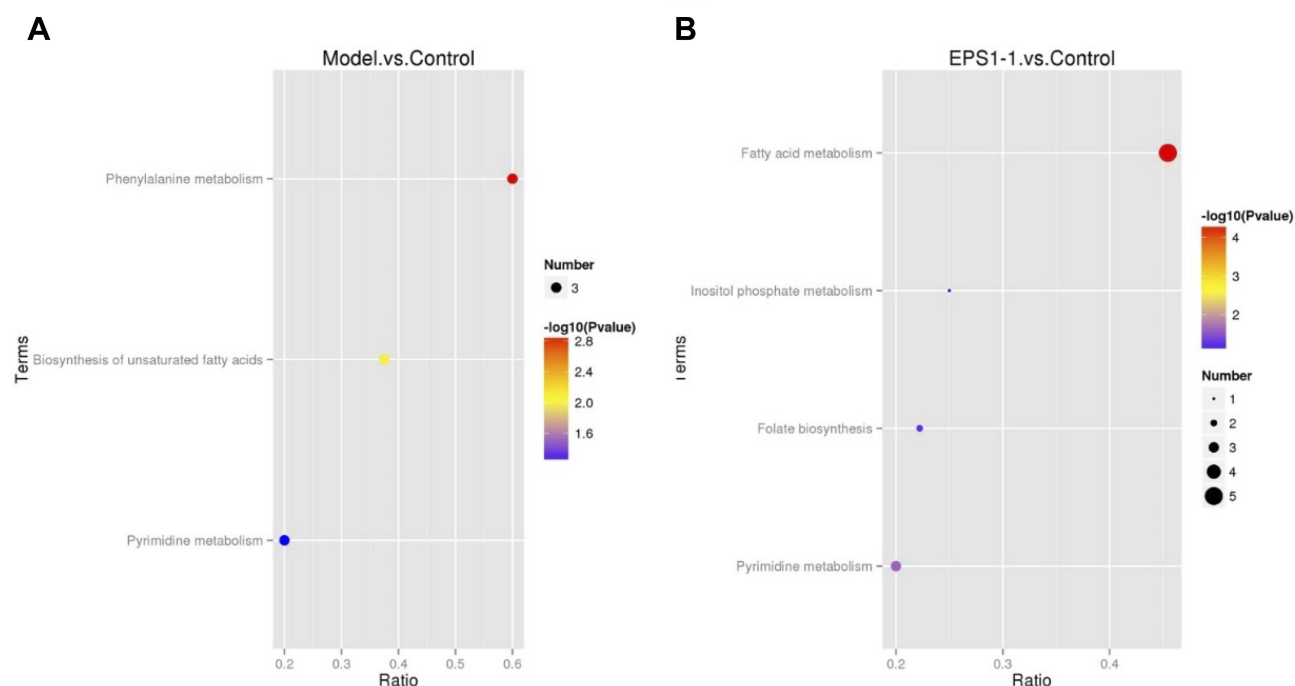 A
Model.vs.Control
Phenylalanine metabolism
Biosynthesis of unsaturated fatty acids
Pyrimidine metabolism
Terms
0.2 0.3 0.4 0.5 0.6
Ratio
Number
3
-log10(Pvalue)
2.8
2.4
2.0
1.6
B
EPS1-1.vs.Control
Fatty acid metabolism
Inositol phosphate metabolism
Folate biosynthesis
Pyrimidine metabolism
Terms
0.2 0.3 0.4
Ratio
-log10(Pvalue)
4
3
2
Number
1
2
3
4
5